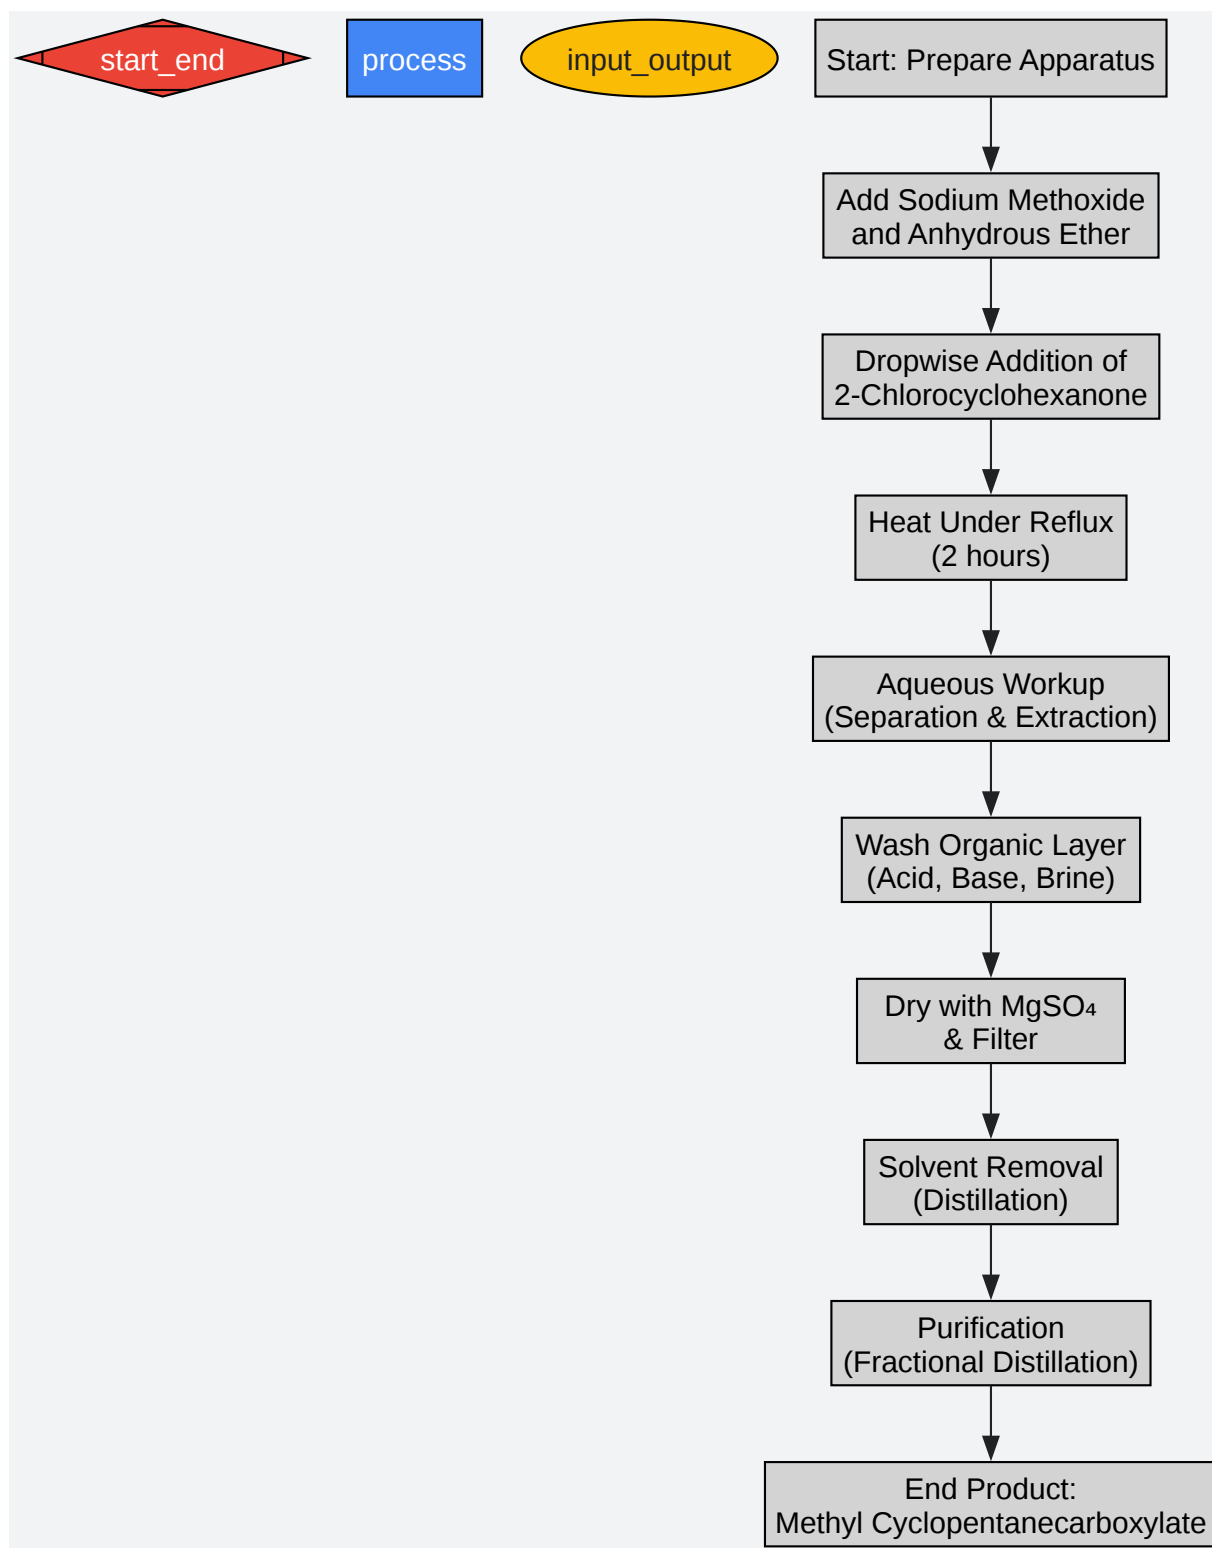 start_end
process
input_output
Start: Prepare Apparatus
Add Sodium Methoxide
and Anhydrous Ether
Dropwise Addition of
2-Chlorocyclohexanone
Heat Under Reflux
(2 hours)
Aqueous Workup
(Separation & Extraction)
Wash Organic Layer
(Acid, Base, Brine)
Dry with MgSO₄
& Filter
Solvent Removal
(Distillation)
Purification
(Fractional Distillation)
End Product:
Methyl Cyclopentanecarboxylate